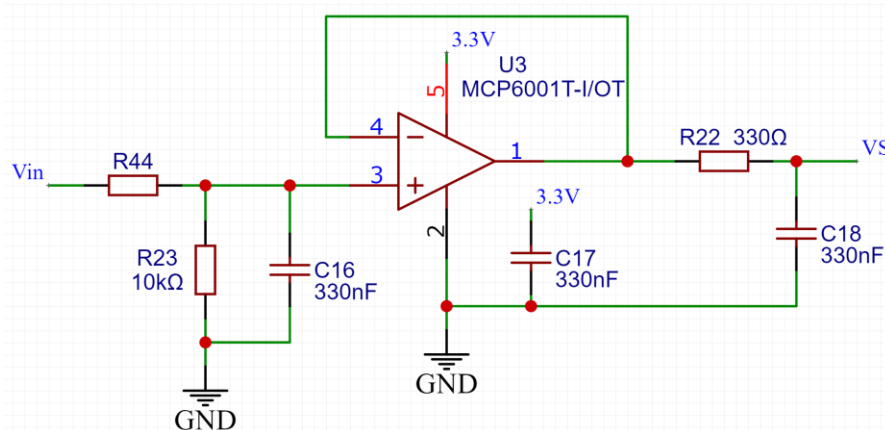 3.3V
U3
MCP6001T-I/OT
5
4
R22 330Ω
1
VS
Vin
R44
3
3.3V
2
R23
10kΩ
C16
330nF
C17
330nF
C18
330nF
GND
GND